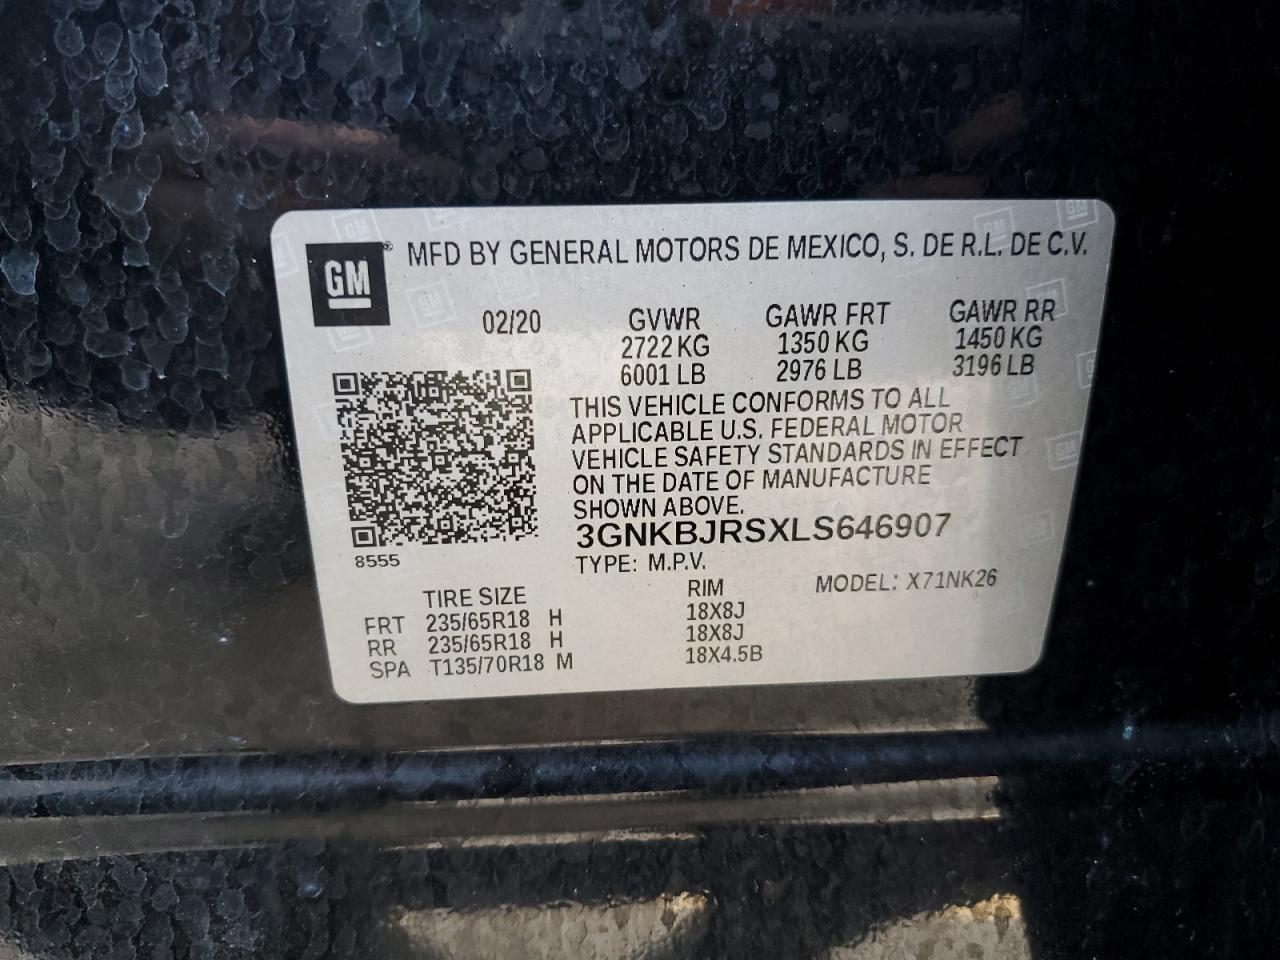 GM® MFD BY GENERAL MOTORS DE MEXICO, S. DE R.L. DE C.V.
02/20 GVWR GAWR FRT GAWR RR
2722 KG 1350 KG 1450 KG
6001 LB 2976 LB 3196 LB
THIS VEHICLE CONFORMS TO ALL
APPLICABLE U.S. FEDERAL MOTOR
VEHICLE SAFETY STANDARDS IN EFFECT
ON THE DATE OF MANUFACTURE
SHOWN ABOVE.
3GNKBJRSXLS646907
8555 TYPE: M.P.V. MODEL: X71NK26
TIRE SIZE RIM
FRT 235/65R18 H 18X8J
RR 235/65R18 H 18X8J
SPA T135/70R18 M 18X4.5B